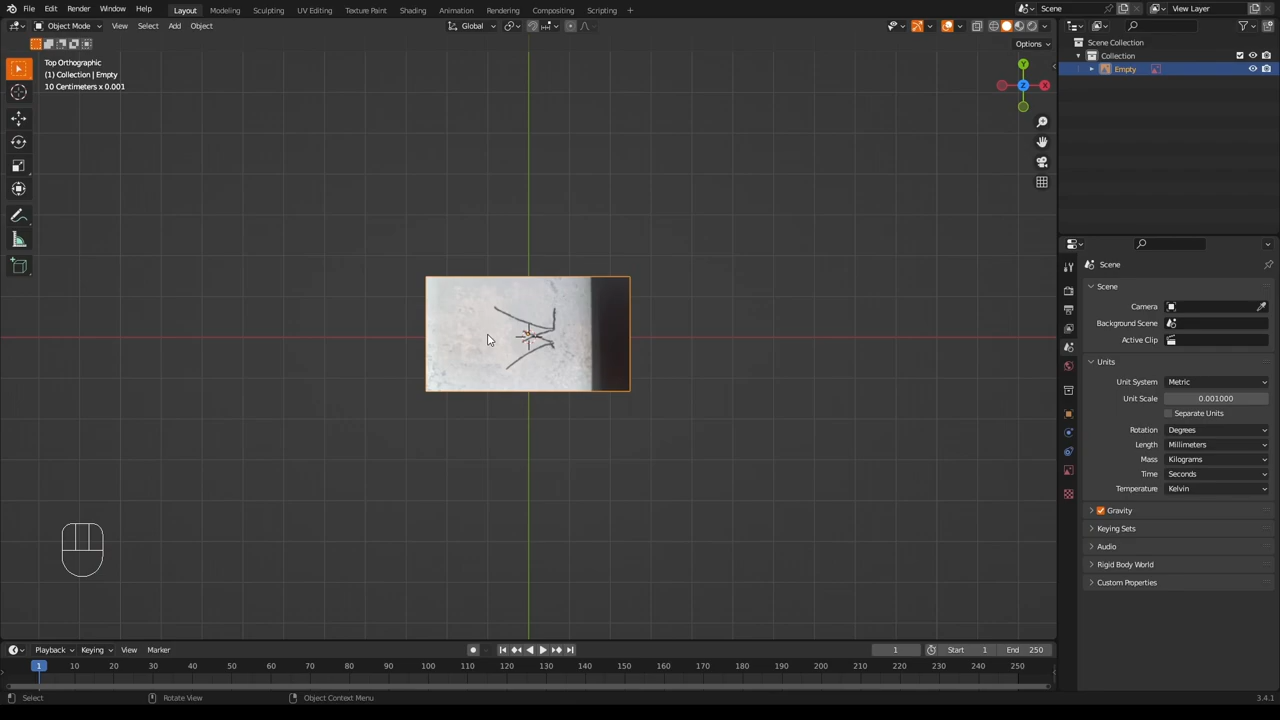 File Edit Render Window Help Layout Modeling Sculpting UV Editing Texture Paint Shading Animation Rendering Compositing Scripting + Scene View Layer
Object Mode View Select Add Object Global
Options
Top Orthographic
(1) Collection | Empty
10 Centimeters x 0.001
Y
X
Z
Scene Collection
Collection
Empty
Scene
Scene
Camera
Background Scene
Active Clip
Units
Unit System Metric
Unit Scale 0.001000
Separate Units
Rotation Degrees
Length Millimeters
Mass Kilograms
Time Seconds
Temperature Kelvin
Gravity
Keying Sets
Audio
Rigid Body World
Custom Properties
Playback Keying View Marker 1 Start 1 End 250
1 10 20 30 40 50 60 70 80 90 100 110 120 130 140 150 160 170 180 190 200 210 220 230 240 250
Select Rotate View Object Context Menu 3.4.1